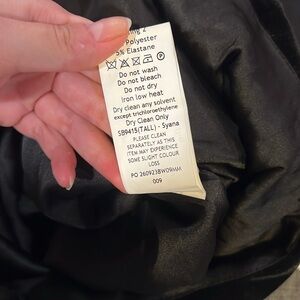 Polyester
5% Elastane
Do not wash
Do not bleach
Do not dry
Iron low heat
Dry clean any solvent
except trichloroethylene
Dry Clean Only
SB9415(TALL) - Syana
PLEASE CLEAN
SEPARATELY AS THIS
ITEM MAY EXPERIENCE
SOME SLIGHT COLOUR
LOSS
PO 260923BW09MM
009